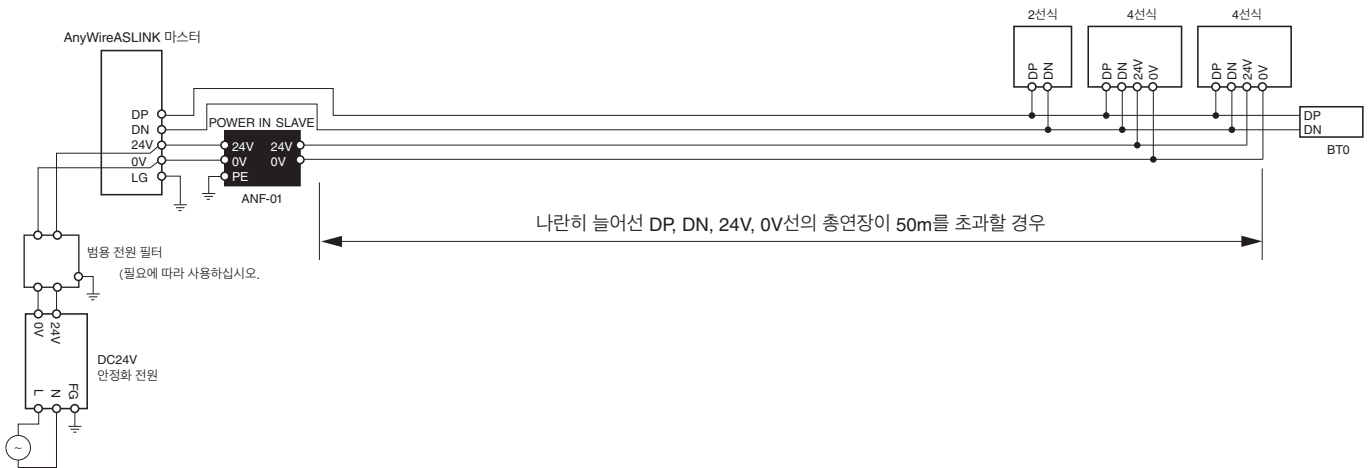 2선식
4선식
4선식
AnyWireASLINK 마스터
DP
DN
DP
DN
24V
0V
DP
DN
24V
0V
DP
DN
24V
0V
LG
POWER IN SLAVE
24V
24V
0V
0V
PE
ANF-01
DP
DN
BT0
나란히 늘어선 DP, DN, 24V, 0V선의 총연장이 50m를 초과할 경우
범용 전원 필터
(필요에 따라 사용하십시오.
0V
24V
DC24V
안정화 전원
L
N
FG
~